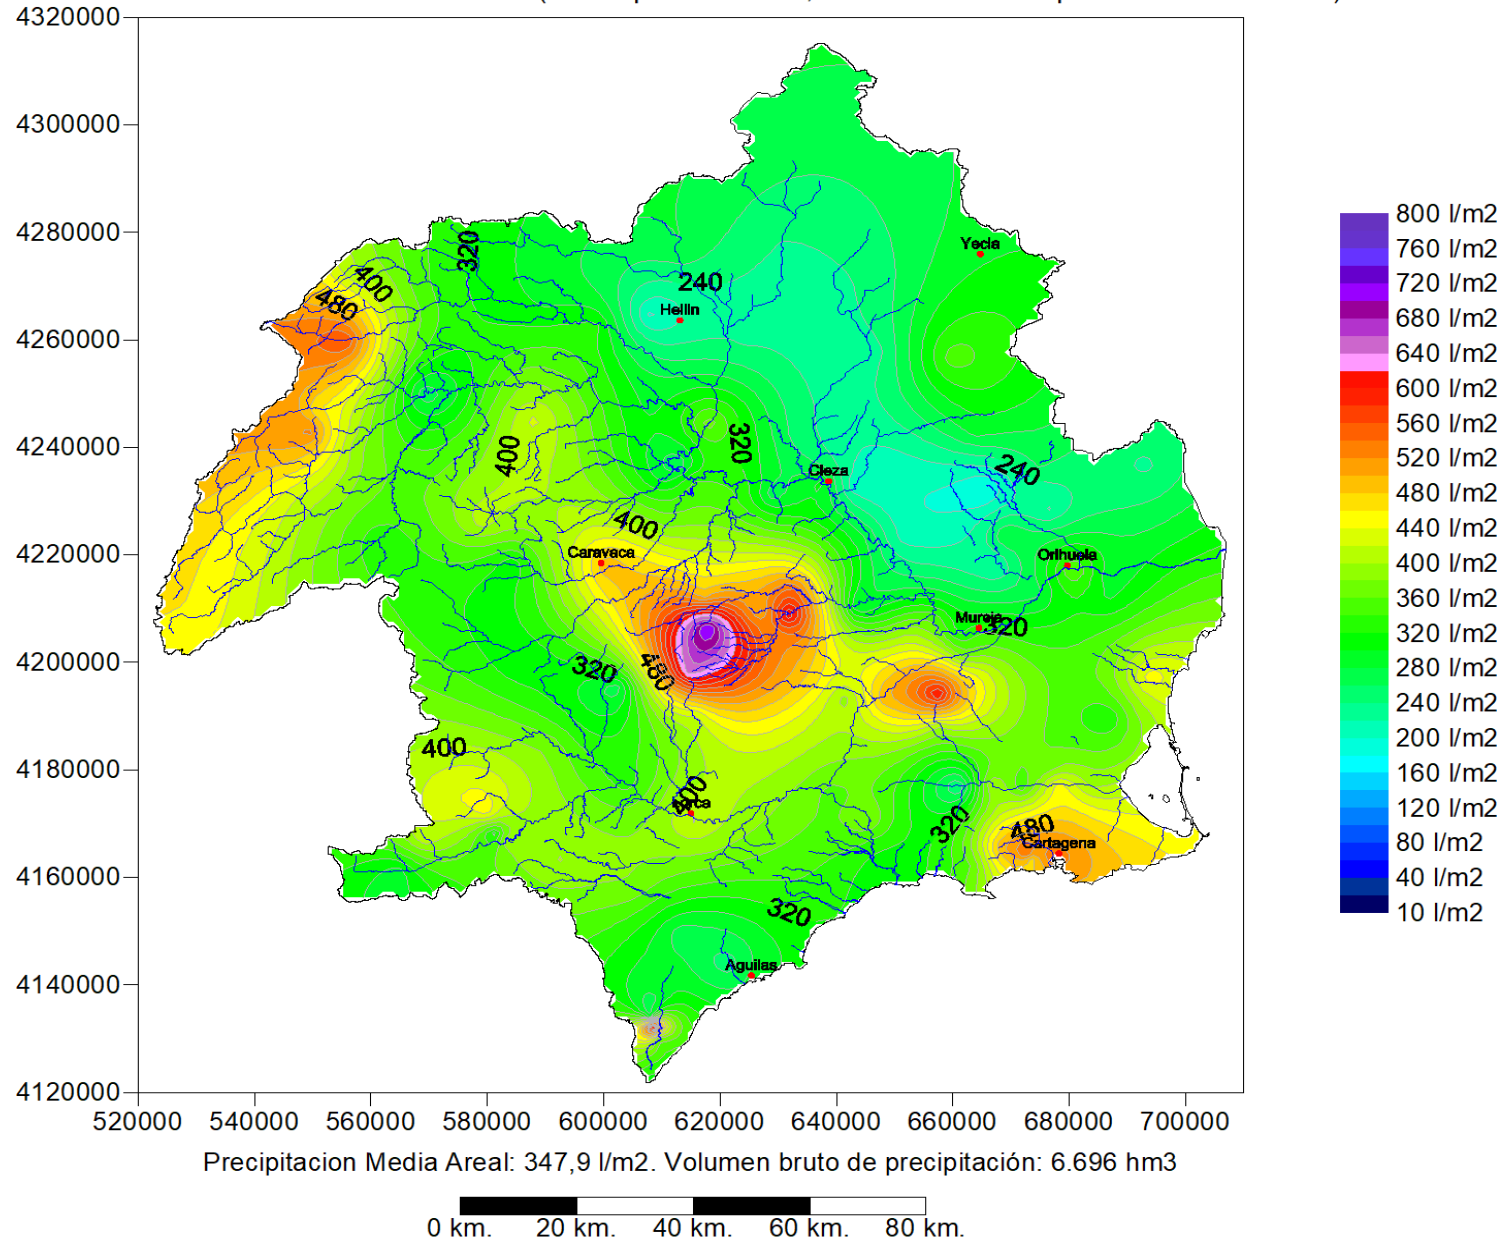 4320000
4300000
4280000
4260000
4240000
4220000
4200000
4180000
4160000
4140000
4120000
520000 540000 560000 580000 600000 620000 640000 660000 680000 700000
320
400
480
240
Yecla
Hellin
400
320
Cieza
240
400
Caravaca
Orihuela
Murcia
320
320
480
400
400
Lorca
320
480
Cartagena
320
Aguilas
800 l/m2
760 l/m2
720 l/m2
680 l/m2
640 l/m2
600 l/m2
560 l/m2
520 l/m2
480 l/m2
440 l/m2
400 l/m2
360 l/m2
320 l/m2
280 l/m2
240 l/m2
200 l/m2
160 l/m2
120 l/m2
80 l/m2
40 l/m2
10 l/m2
Precipitacion Media Areal: 347,9 l/m2. Volumen bruto de precipitación: 6.696 hm3
0 km. 20 km. 40 km. 60 km. 80 km.